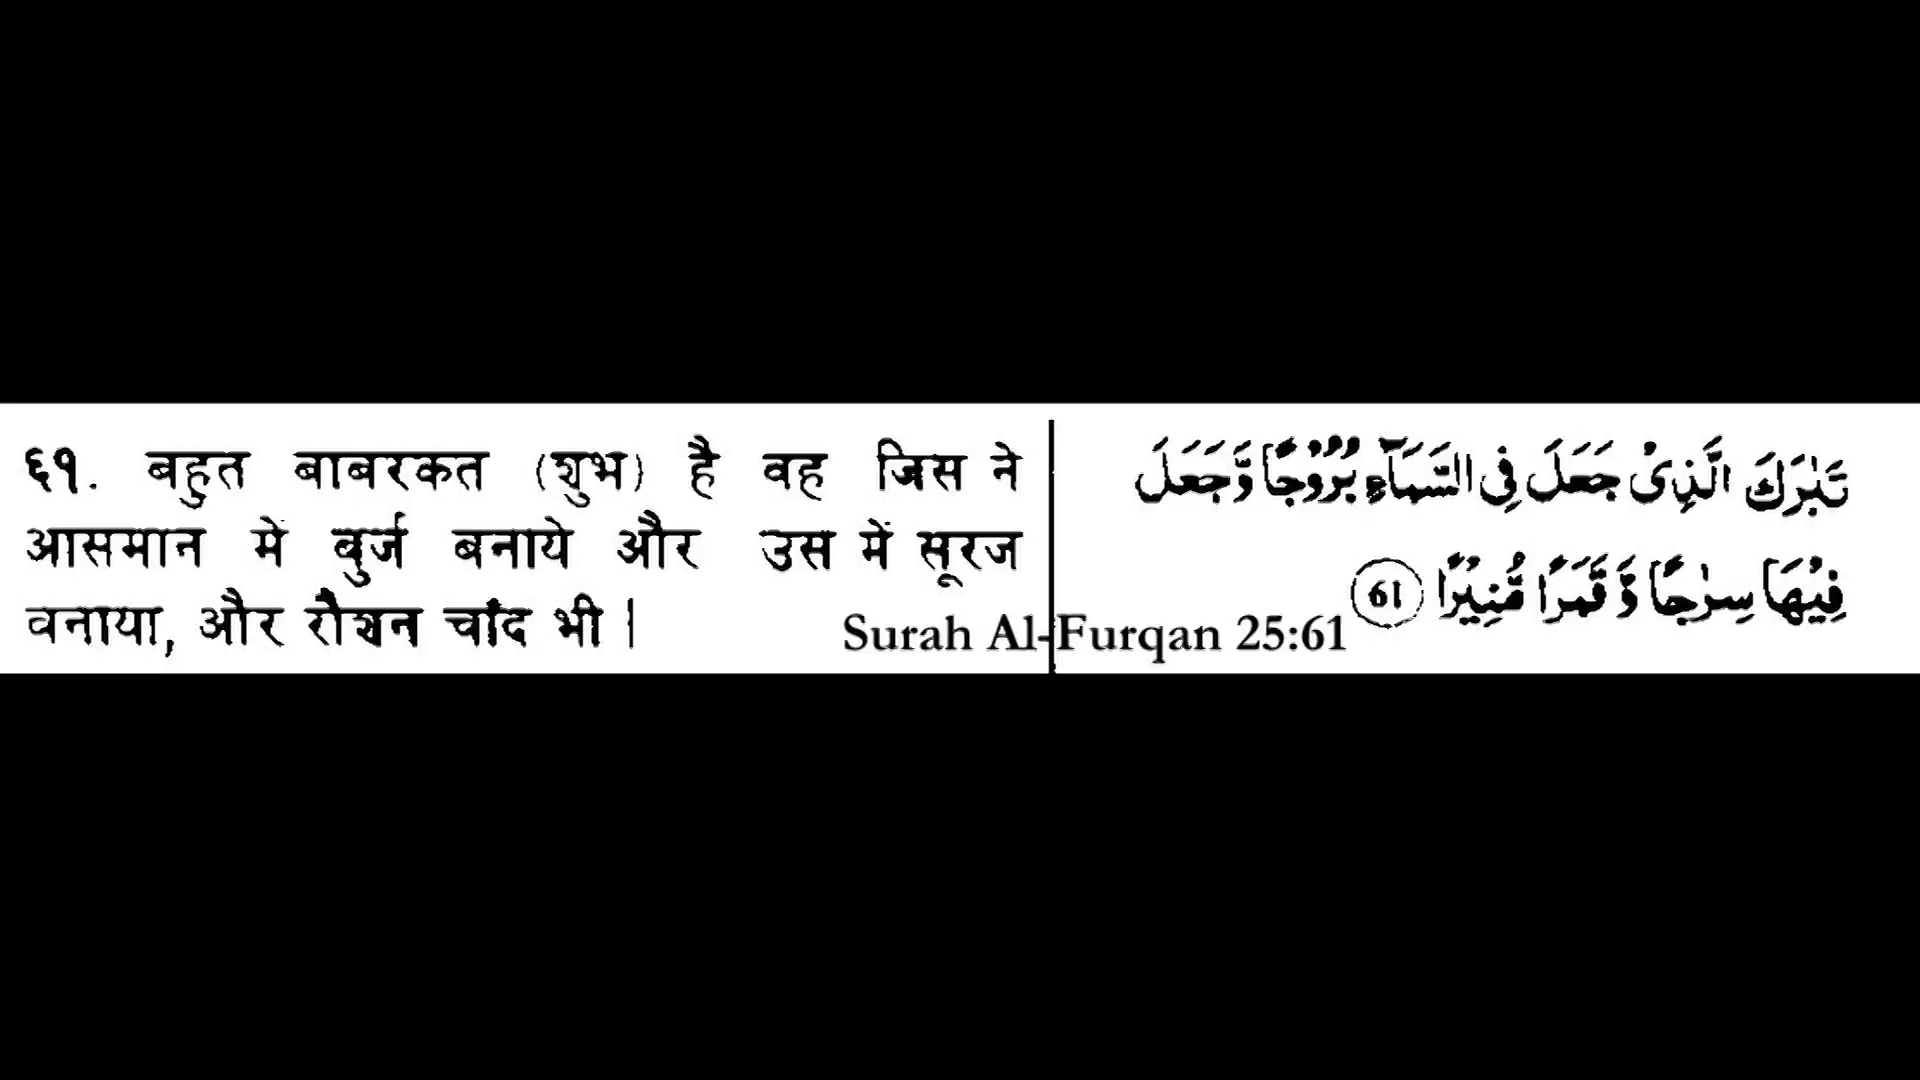 ६१. बहुत बाबरकत (शुभ) है वह जिस ने
आसमान में बुर्ज बनाये और उस में सूरज
बनाया, और रौशन चाँद भी |
تَبٰرَكَ الَّذِىْ جَعَلَ فِى السَّمَآءِ بُرُوْجًا وَّجَعَلَ
فِيْهَا سِرٰجًا وَّقَمَرًا مُّنِيْرًا 61
Surah Al-Furqan 25:61